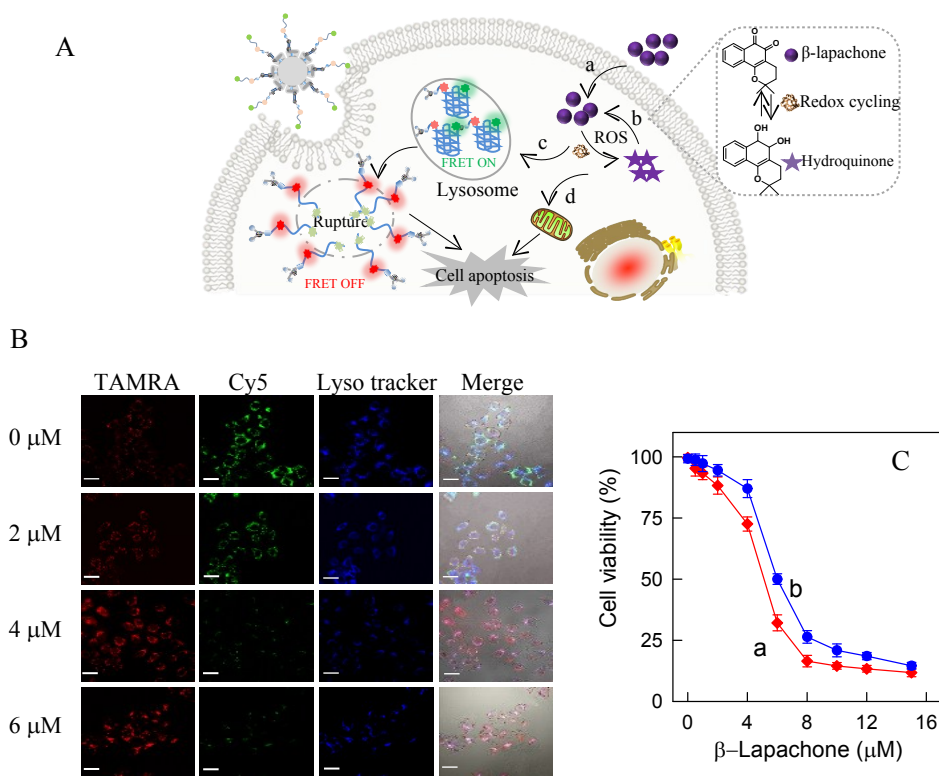 A
a
b
ROS
c
d
FRET ON
Lysosome
Rupture
FRET OFF
Cell apoptosis
O
O
O
β-lapachone
Redox cycling
OH
OH
O
Hydroquinone
B
TAMRA Cy5 Lyso tracker Merge
0 μM
2 μM
4 μM
6 μM
C
Cell viability (%)
100
75
50
25
0
a
b
0 4 8 12 16
β−Lapachone (μM)